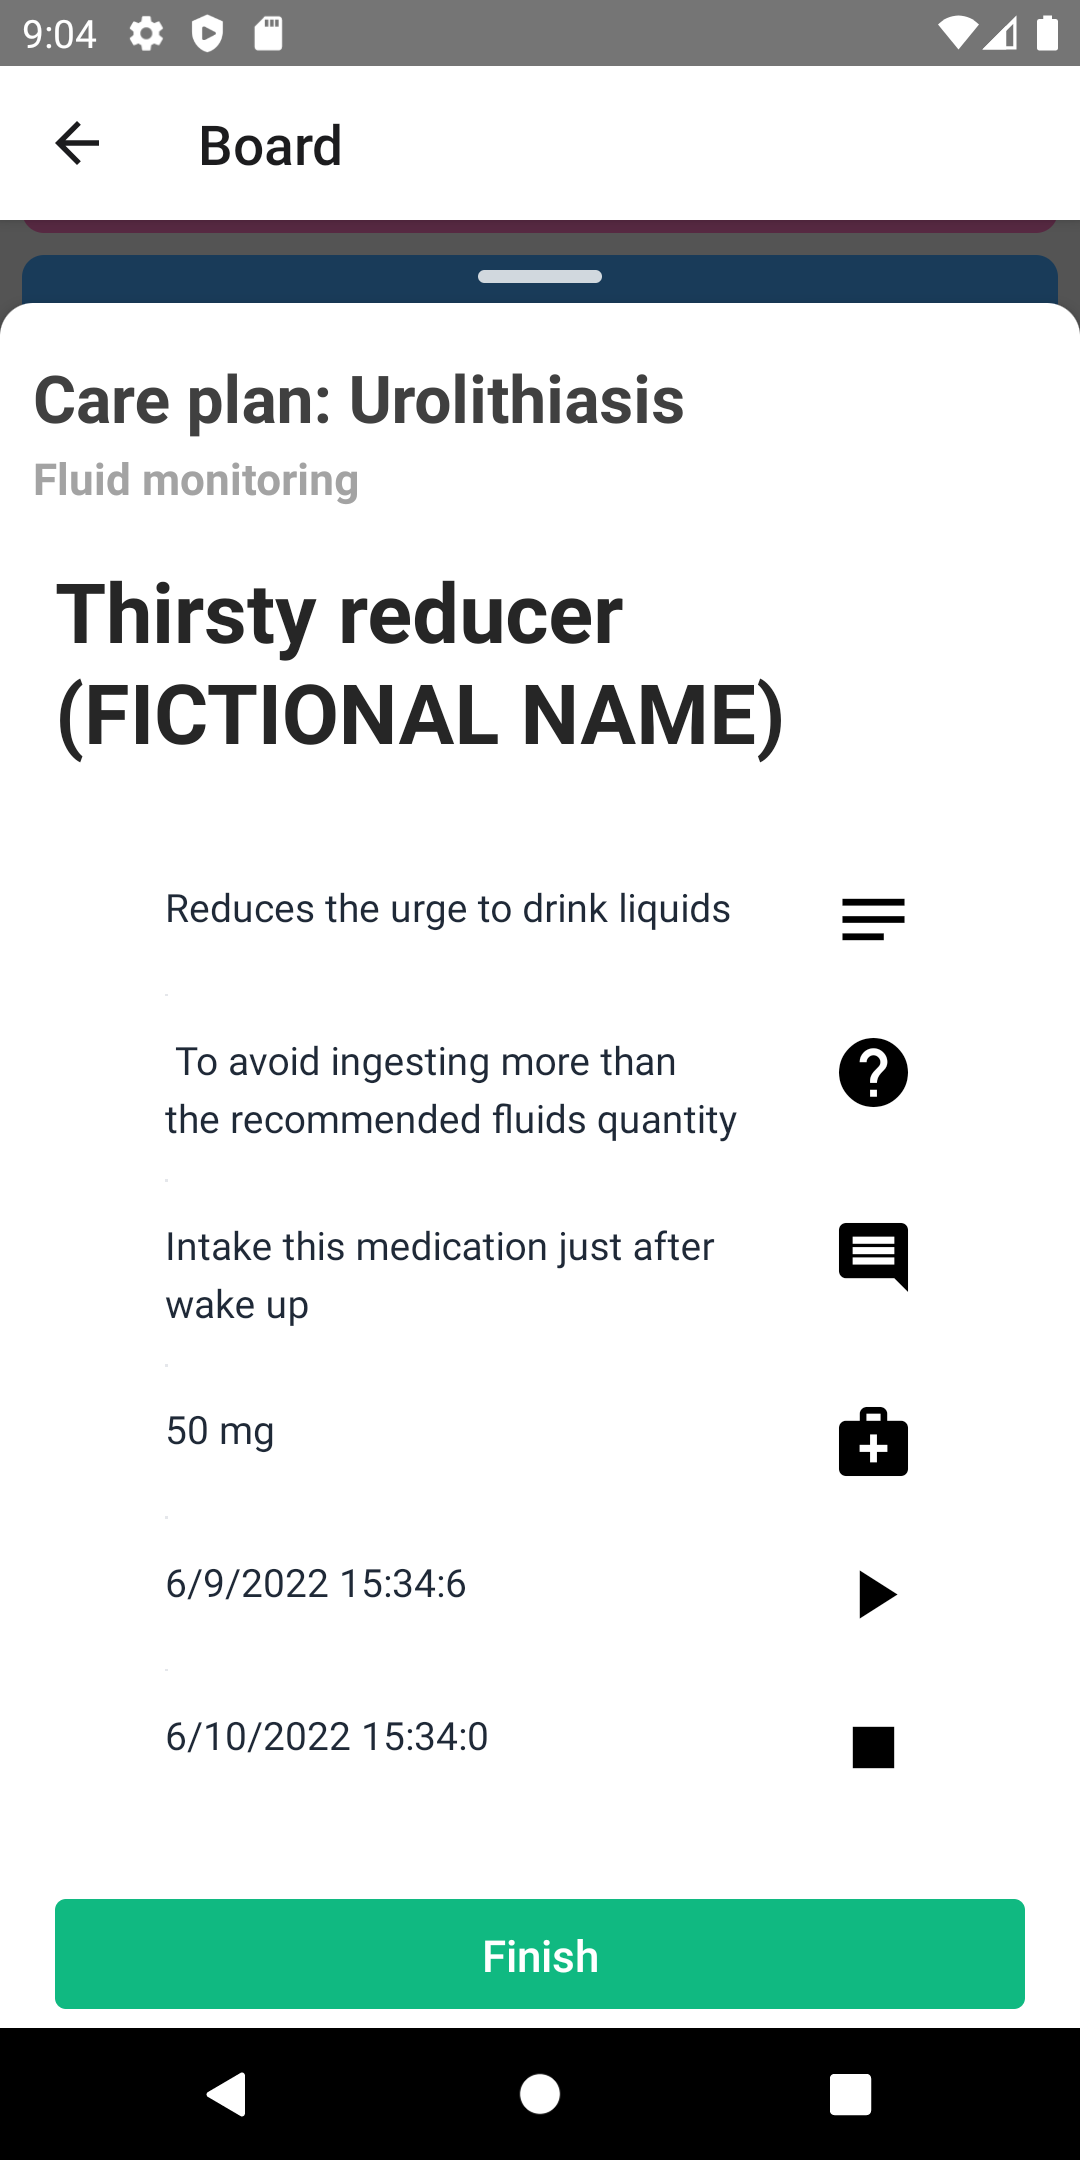 9:04
Board
Care plan: Urolithiasis
Fluid monitoring
Thirsty reducer
(FICTIONAL NAME)
Reduces the urge to drink liquids
To avoid ingesting more than
the recommended fluids quantity
Intake this medication just after
wake up
50 mg
6/9/2022 15:34:6
6/10/2022 15:34:0
Finish